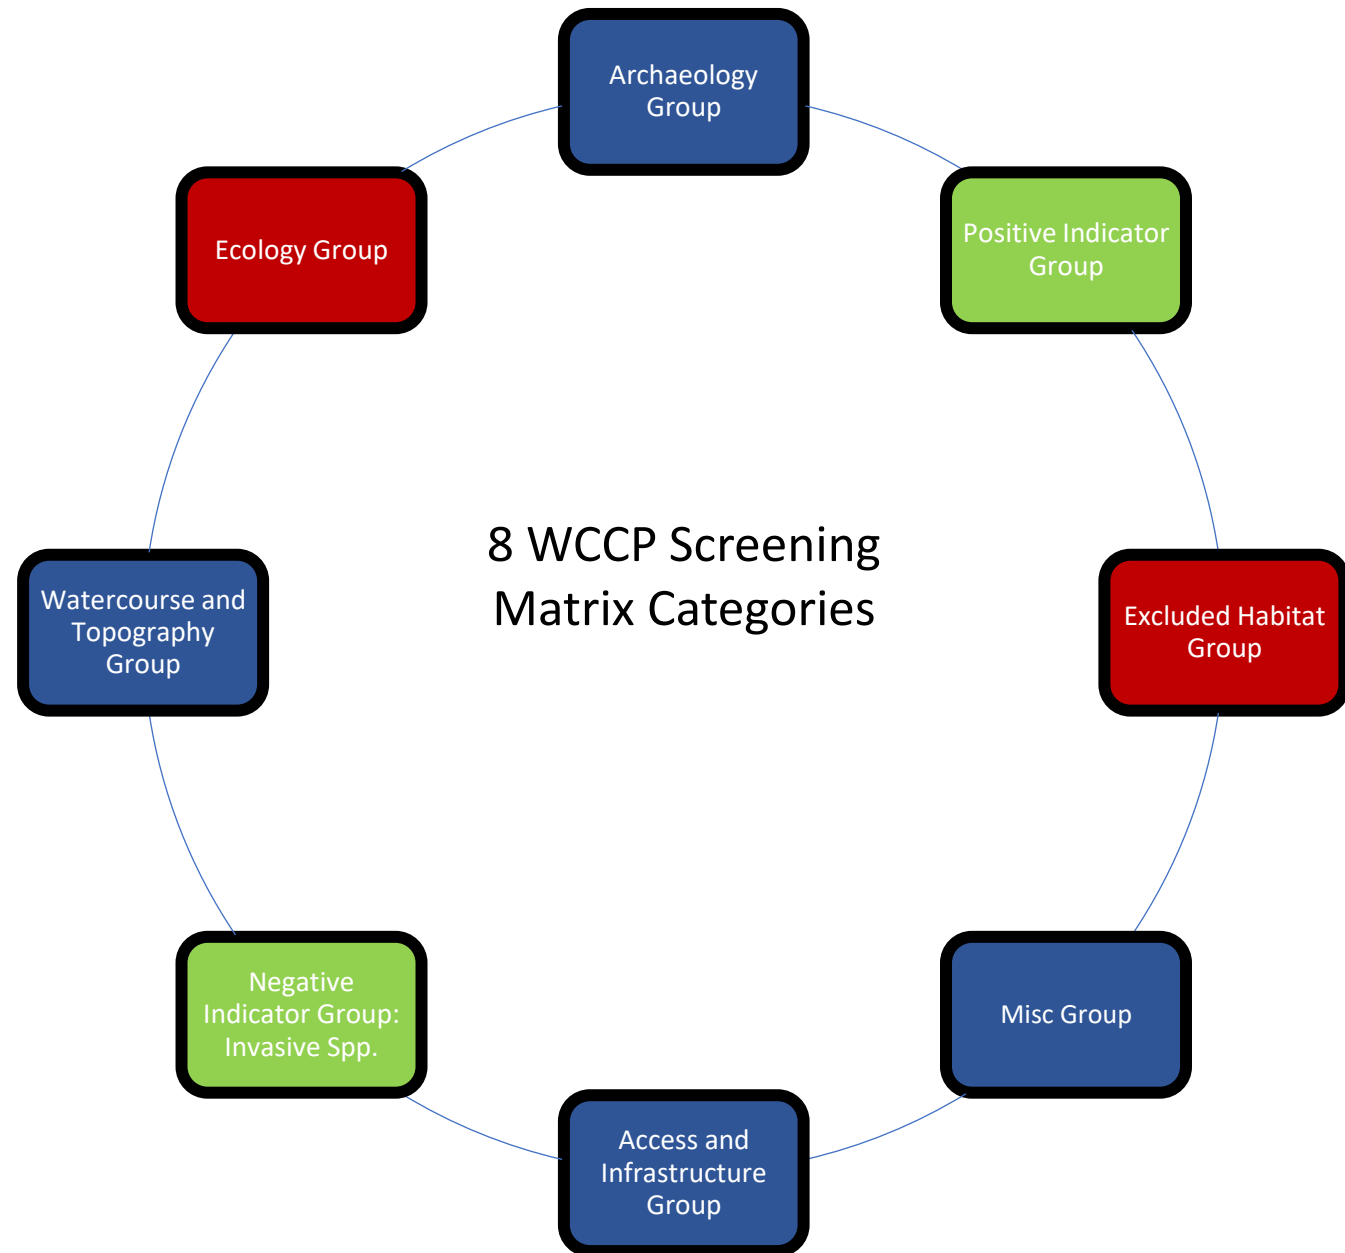 Archaeology
Group
Positive Indicator
Group
Excluded Habitat
Group
Misc Group
Access and
Infrastructure
Group
Negative
Indicator Group:
Invasive Spp.
Watercourse and
Topography
Group
Ecology Group
8 WCCP Screening
Matrix Categories